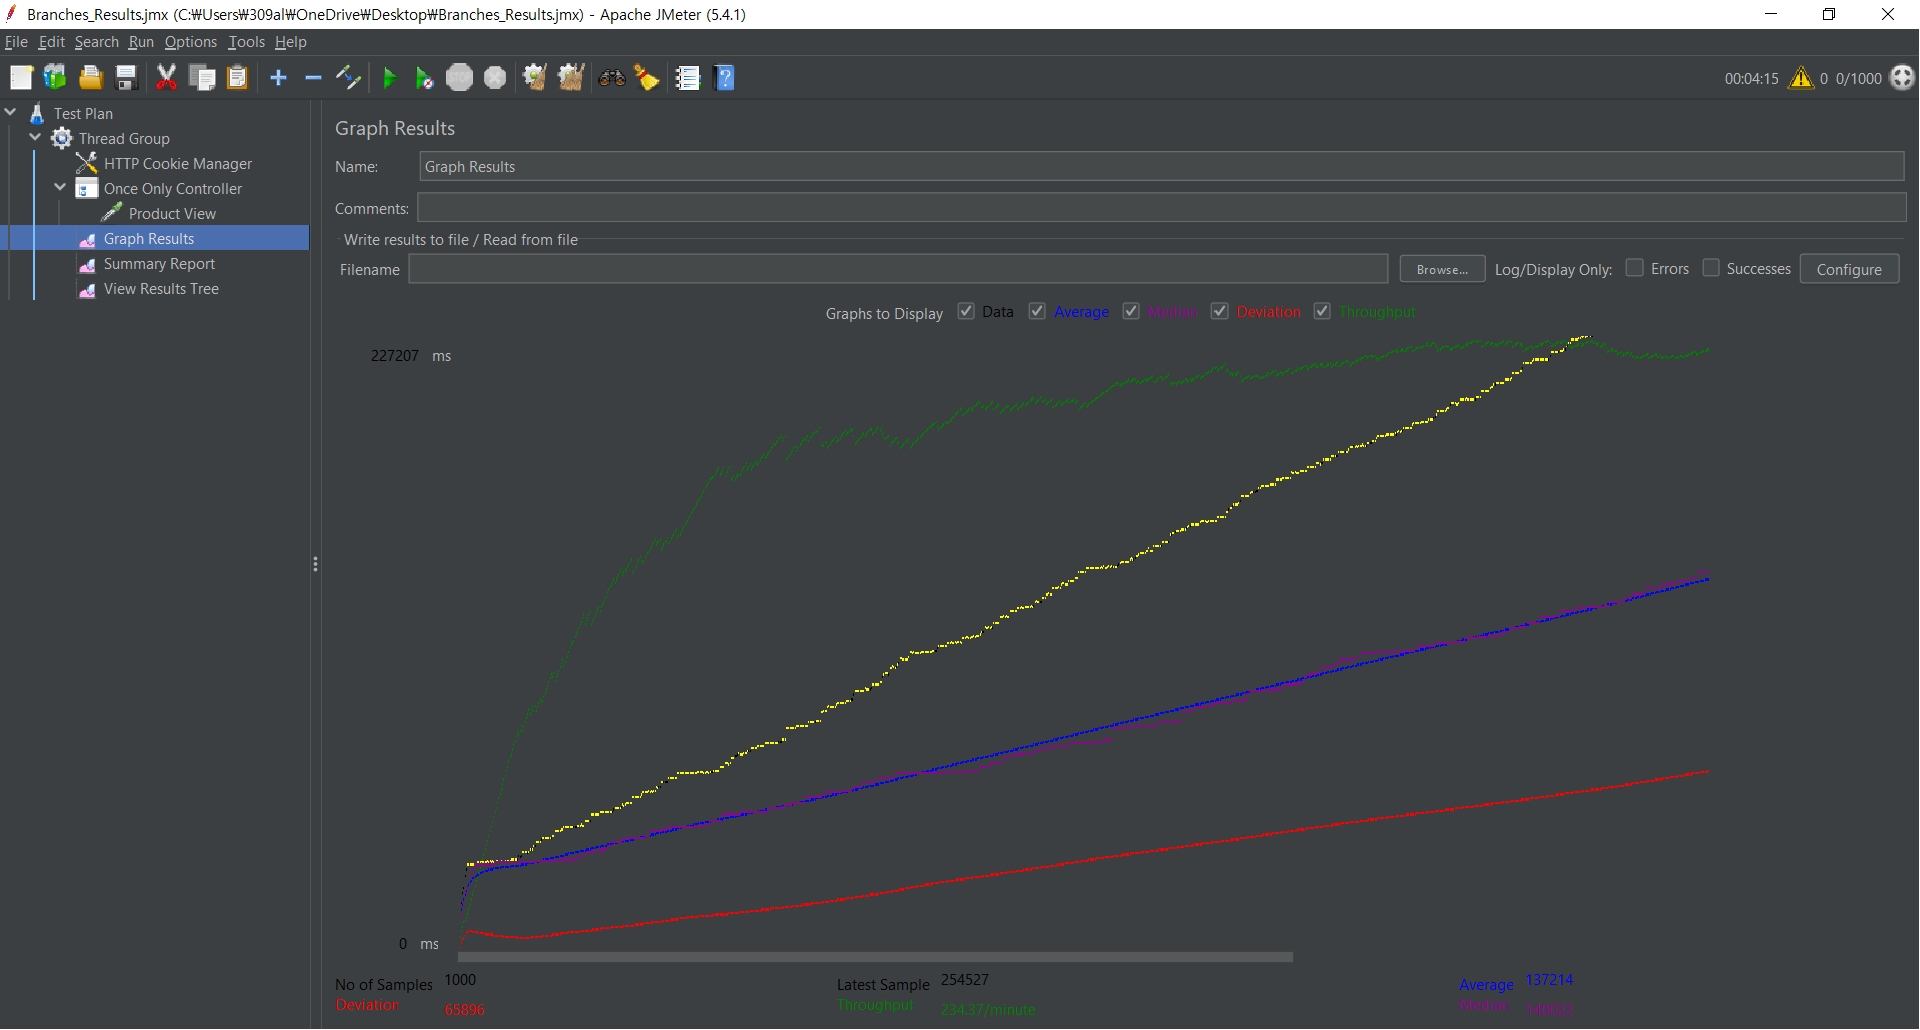 Branches_Results.jmx (C:₩Users₩309al₩OneDrive₩Desktop₩Branches_Results.jmx) - Apache JMeter (5.4.1)
File Edit Search Run Options Tools Help
STOP
00:04:15 0 0/1000
Test Plan
Thread Group
HTTP Cookie Manager
Once Only Controller
Product View
Graph Results
Summary Report
View Results Tree
Graph Results
Name: Graph Results
Comments:
Write results to file / Read from file
Filename Browse... Log/Display Only: Errors Successes Configure
Graphs to Display Data Average Median Deviation Throughput
227207 ms
0 ms
No of Samples 1000 Latest Sample 254527 Average 137214
Deviation 65896 Throughput 234.37/minute Median